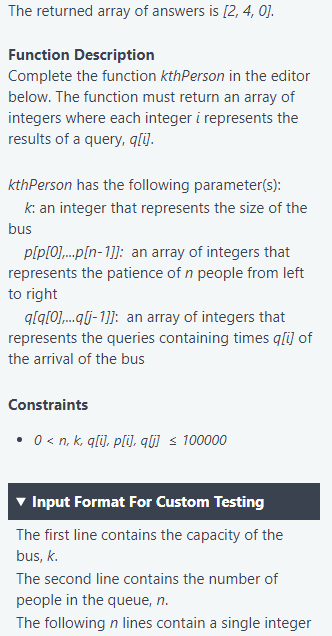 The returned array of answers is [2, 4, 0].
Function Description
Complete the function kthPerson in the editor
below. The function must return an array of
integers where each integer i represents the
results of a query, q[i].
kthPerson has the following parameter(s):
k: an integer that represents the size of the
bus
p[p[0],...p[n-1]]: an array of integers that
represents the patience of n people from left
to right
q[q[0],...q[j-1]]: an array of integers that
represents the queries containing times q[i] of
the arrival of the bus
Constraints
• 0 < n, k, q[i], p[i], q[j] ≤ 100000
▼ Input Format For Custom Testing
The first line contains the capacity of the
bus, k.
The second line contains the number of
people in the queue, n.
The following n lines contain a single integer